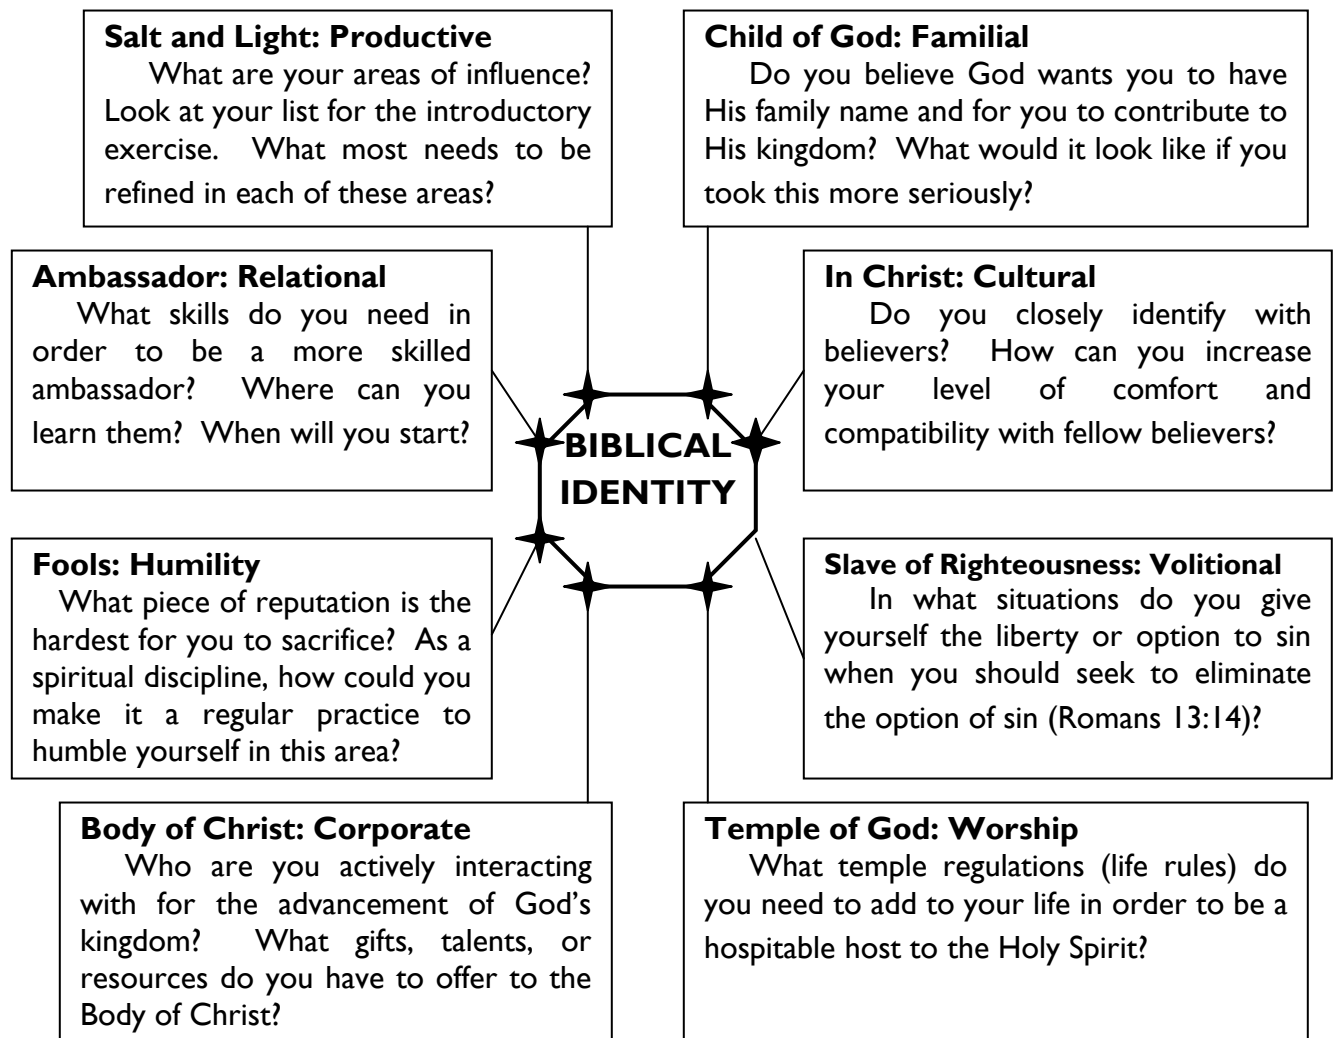 Salt and Light: Productive
What are your areas of influence?
Look at your list for the introductory
exercise. What most needs to be
refined in each of these areas?
Child of God: Familial
Do you believe God wants you to have
His family name and for you to contribute to
His kingdom? What would it look like if you
took this more seriously?
Ambassador: Relational
What skills do you need in
order to be a more skilled
ambassador? Where can you
learn them? When will you start?
In Christ: Cultural
Do you closely identify with
believers? How can you increase
your level of comfort and
compatibility with fellow believers?
BIBLICAL
IDENTITY
Fools: Humility
What piece of reputation is the
hardest for you to sacrifice? As a
spiritual discipline, how could you
make it a regular practice to
humble yourself in this area?
Slave of Righteousness: Volitional
In what situations do you give
yourself the liberty or option to sin
when you should seek to eliminate
the option of sin (Romans 13:14)?
Body of Christ: Corporate
Who are you actively interacting
with for the advancement of God's
kingdom? What gifts, talents, or
resources do you have to offer to the
Body of Christ?
Temple of God: Worship
What temple regulations (life rules) do
you need to add to your life in order to be a
hospitable host to the Holy Spirit?